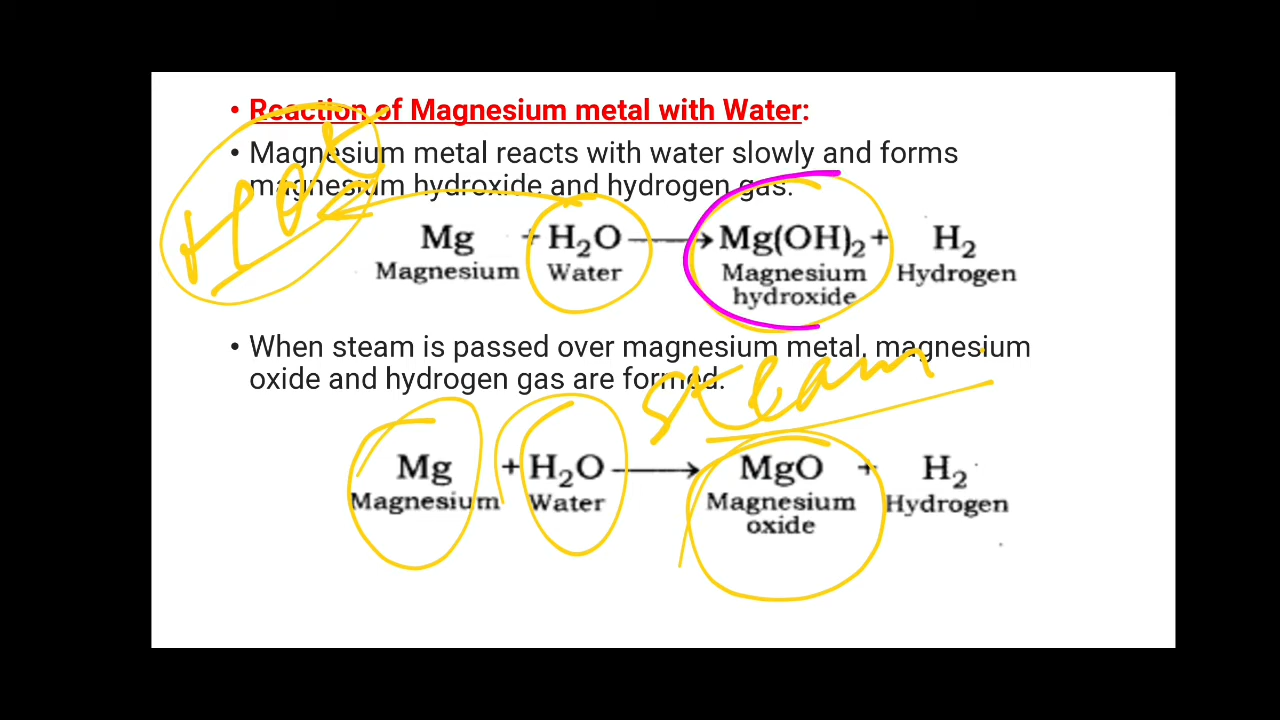 • Reaction of Magnesium metal with Water:
• Magnesium metal reacts with water slowly and forms
magnesium hydroxide and hydrogen gas.
Hot
Mg + H₂O ⟶ Mg(OH)₂ + H₂
Magnesium Water Magnesium hydroxide Hydrogen
• When steam is passed over magnesium metal, magnesium
oxide and hydrogen gas are formed.
steam
Mg + H₂O ⟶ MgO + H₂
Magnesium Water Magnesium oxide Hydrogen